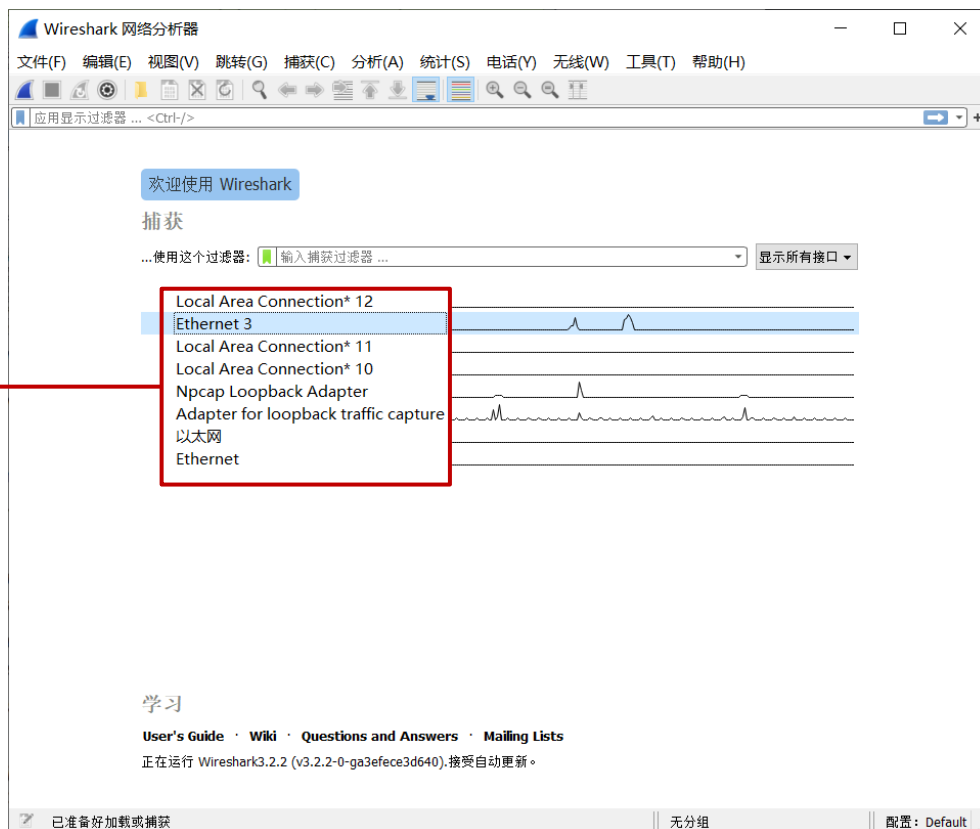 Wireshark 网络分析器
文件(F) 编辑(E) 视图(V) 跳转(G) 捕获(C) 分析(A) 统计(S) 电话(Y) 无线(W) 工具(T) 帮助(H)
应用显示过滤器 ... <Ctrl-/>
欢迎使用 Wireshark
捕获
...使用这个过滤器: 输入捕获过滤器 ... 显示所有接口
Local Area Connection* 12
Ethernet 3
Local Area Connection* 11
Local Area Connection* 10
Npcap Loopback Adapter
Adapter for loopback traffic capture
以太网
Ethernet
学习
User's Guide · Wiki · Questions and Answers · Mailing Lists
正在运行 Wireshark3.2.2 (v3.2.2-0-ga3efece3d640).接受自动更新。
已准备好加载或捕获 无分组 配置: Default